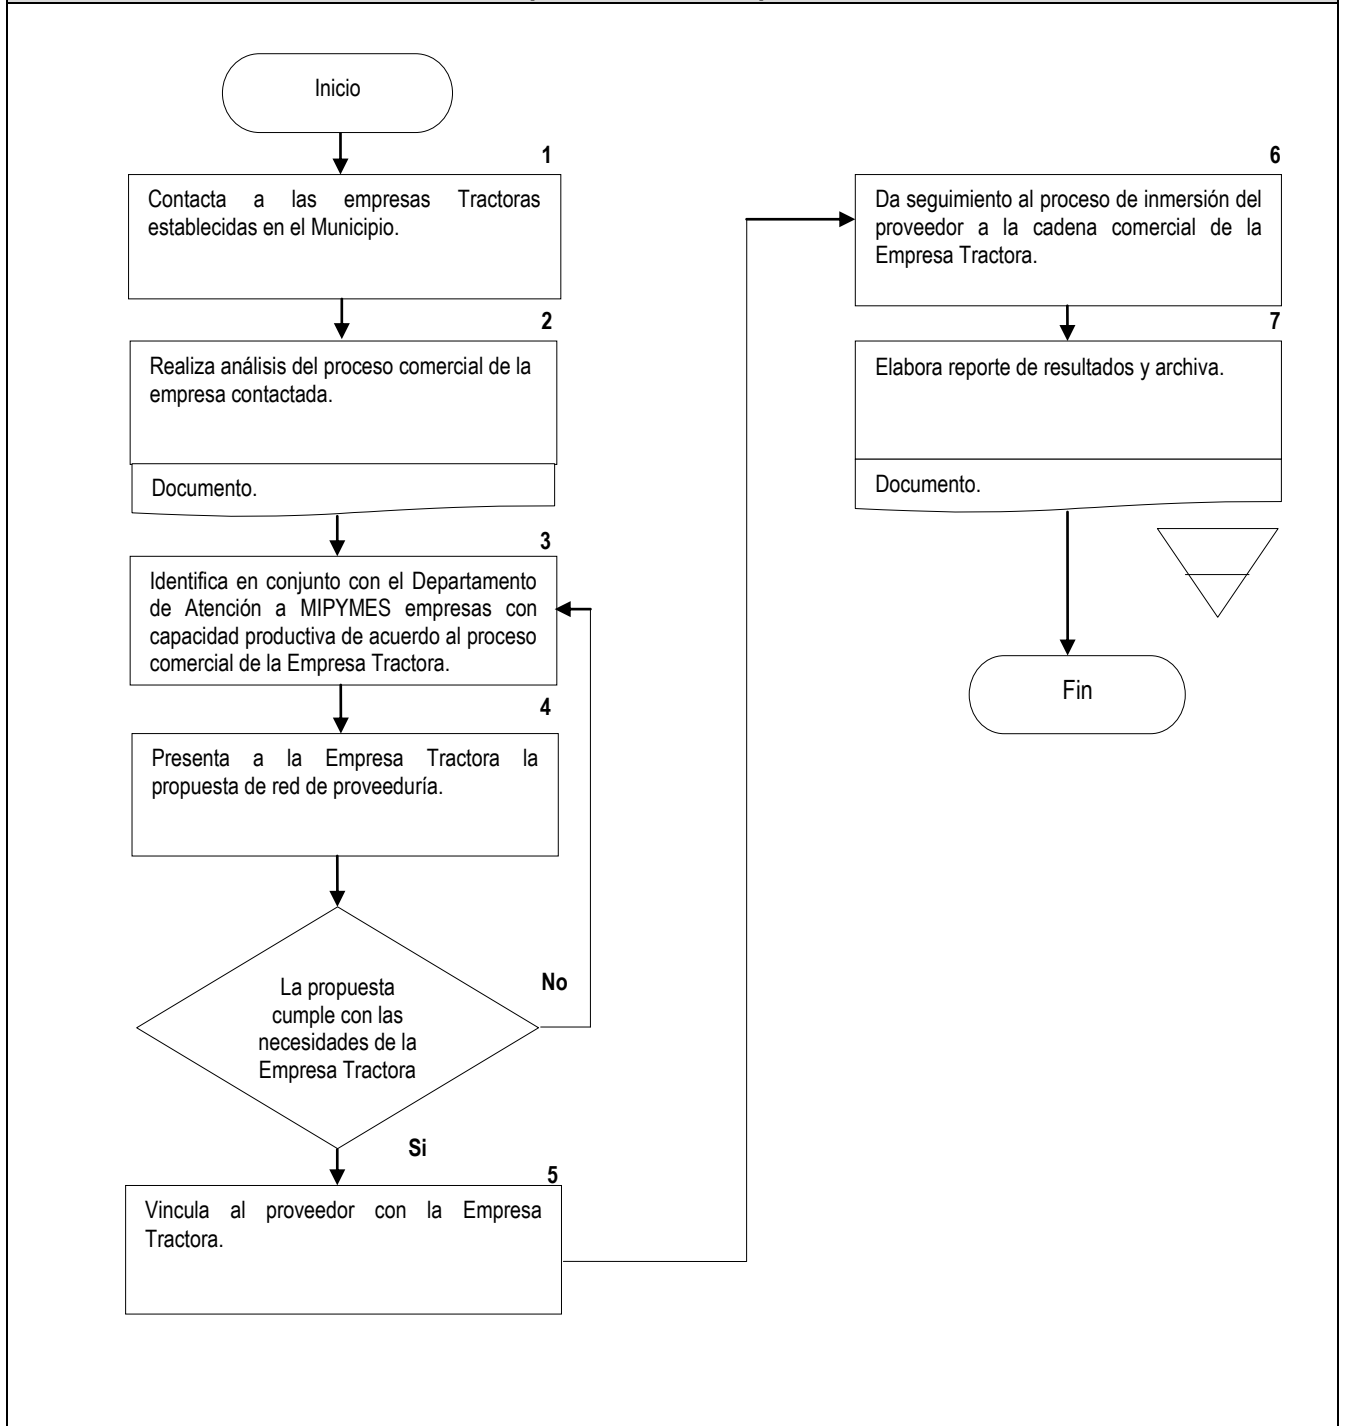 Inicio
1
Contacta a las empresas Tractoras
establecidas en el Municipio.
2
Realiza análisis del proceso comercial de la
empresa contactada.
Documento.
3
Identifica en conjunto con el Departamento
de Atención a MIPYMES empresas con
capacidad productiva de acuerdo al proceso
comercial de la Empresa Tractora.
4
Presenta a la Empresa Tractora la
propuesta de red de proveeduría.
La propuesta
cumple con las
necesidades de la
Empresa Tractora
No
Si
5
Vincula al proveedor con la Empresa
Tractora.
6
Da seguimiento al proceso de inmersión del
proveedor a la cadena comercial de la
Empresa Tractora.
7
Elabora reporte de resultados y archiva.
Documento.
Fin